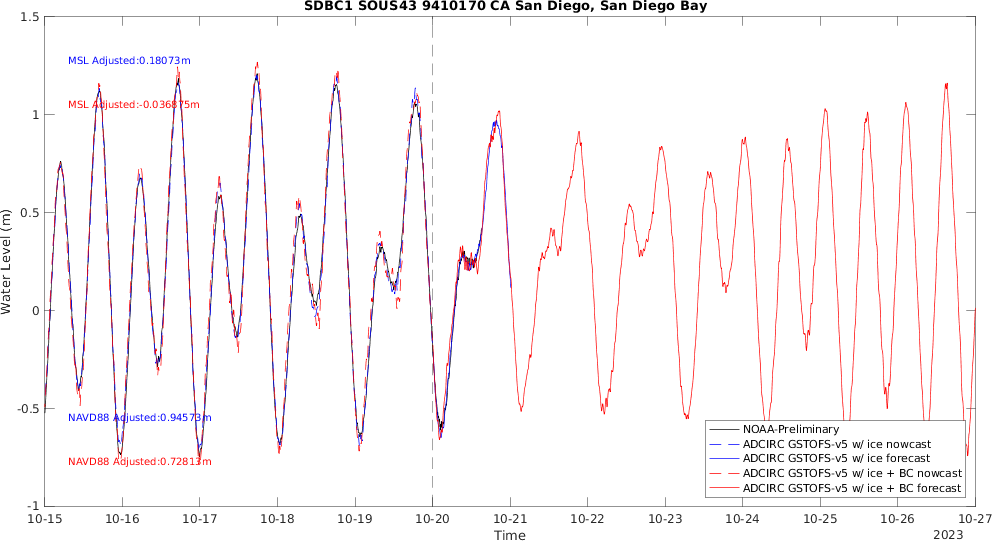 SDBC1 SOUS43 9410170 CA San Diego, San Diego Bay
1.5
MSL Adjusted:0.18073m
MSL Adjusted:-0.036875m
1
0.5
Water Level (m)
0
-0.5
NAVD88 Adjusted:0.94573m
NAVD88 Adjusted:0.72813m
-1
NOAA-Preliminary
ADCIRC GSTOFS-v5 w/ ice nowcast
ADCIRC GSTOFS-v5 w/ ice forecast
ADCIRC GSTOFS-v5 w/ ice + BC nowcast
ADCIRC GSTOFS-v5 w/ ice + BC forecast
10-15 10-16 10-17 10-18 10-19 10-20 10-21 10-22 10-23 10-24 10-25 10-26 10-27
Time
2023